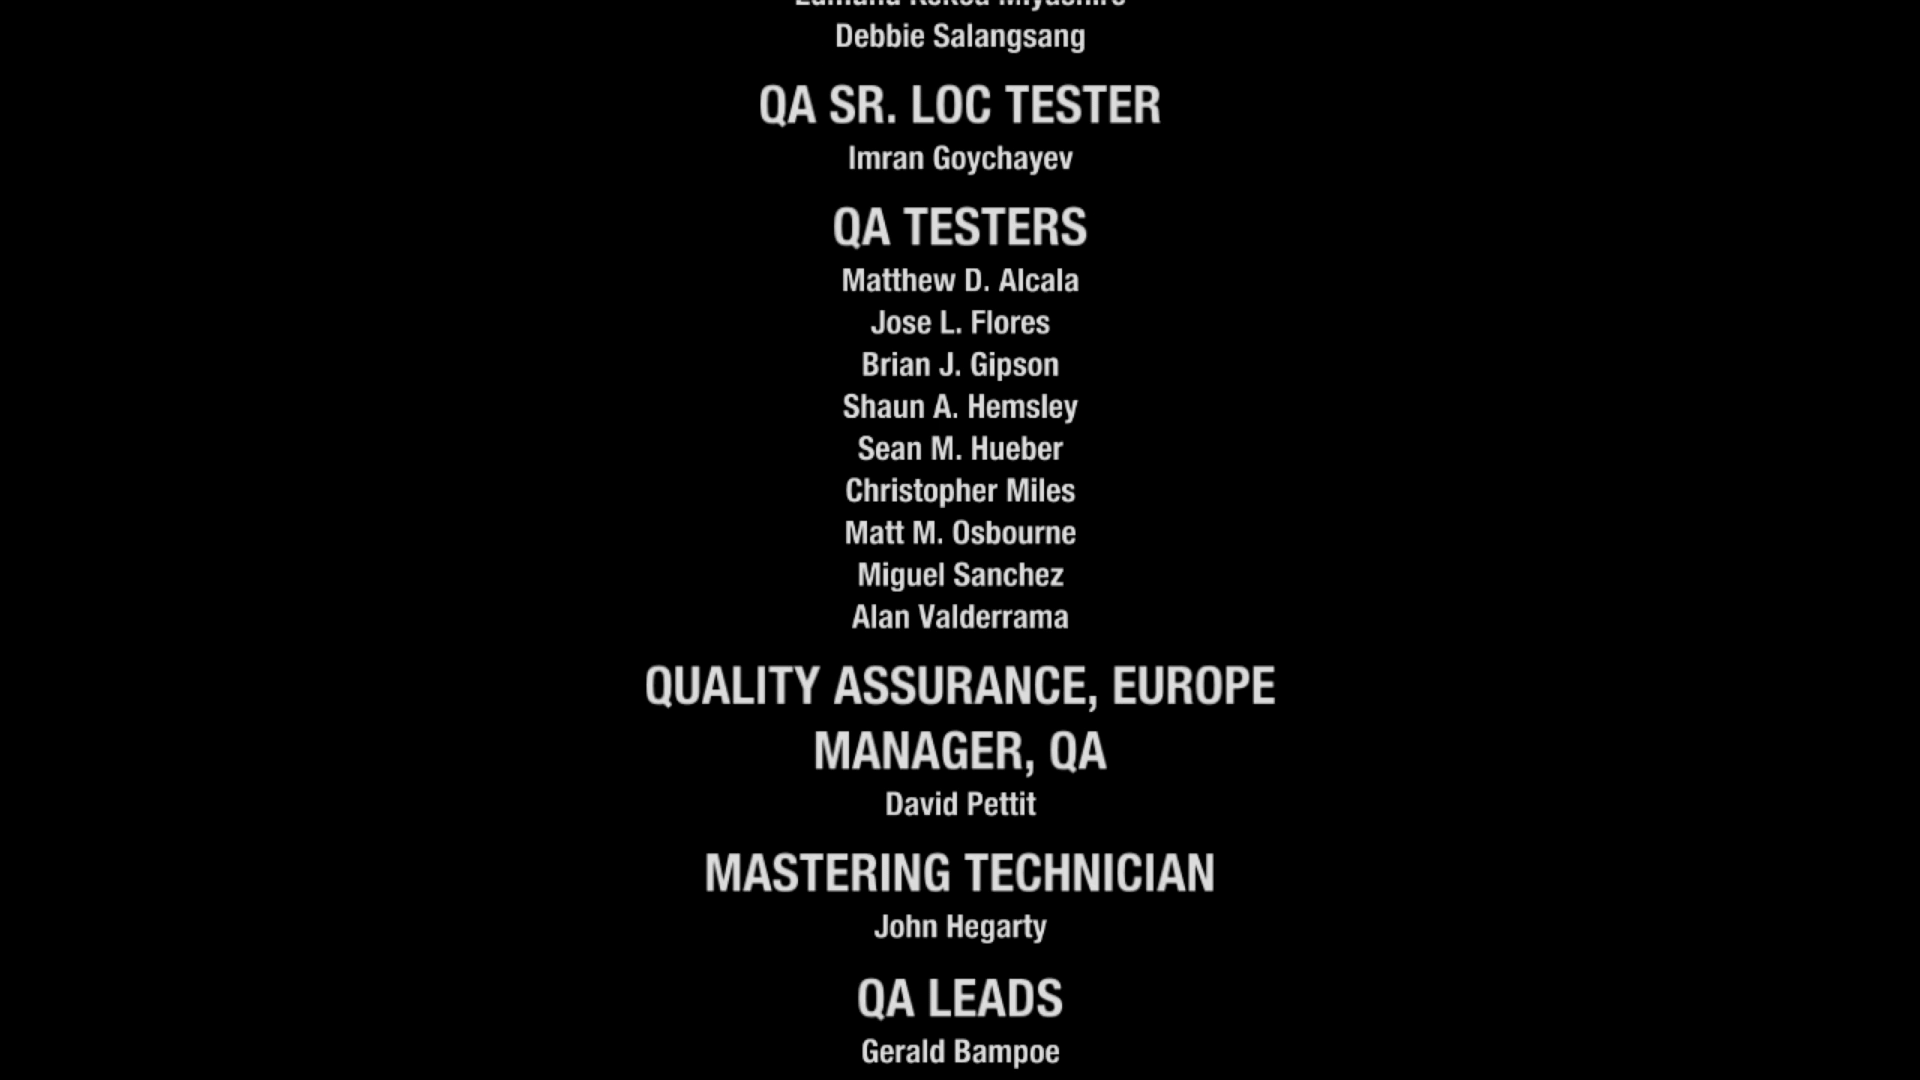 Debbie Salangsang
QA SR. LOC TESTER
Imran Goychayev
QA TESTERS
Matthew D. Alcala
Jose L. Flores
Brian J. Gipson
Shaun A. Hemsley
Sean M. Hueber
Christopher Miles
Matt M. Osbourne
Miguel Sanchez
Alan Valderrama
QUALITY ASSURANCE, EUROPE
MANAGER, QA
David Pettit
MASTERING TECHNICIAN
John Hegarty
QA LEADS
Gerald Bampoe